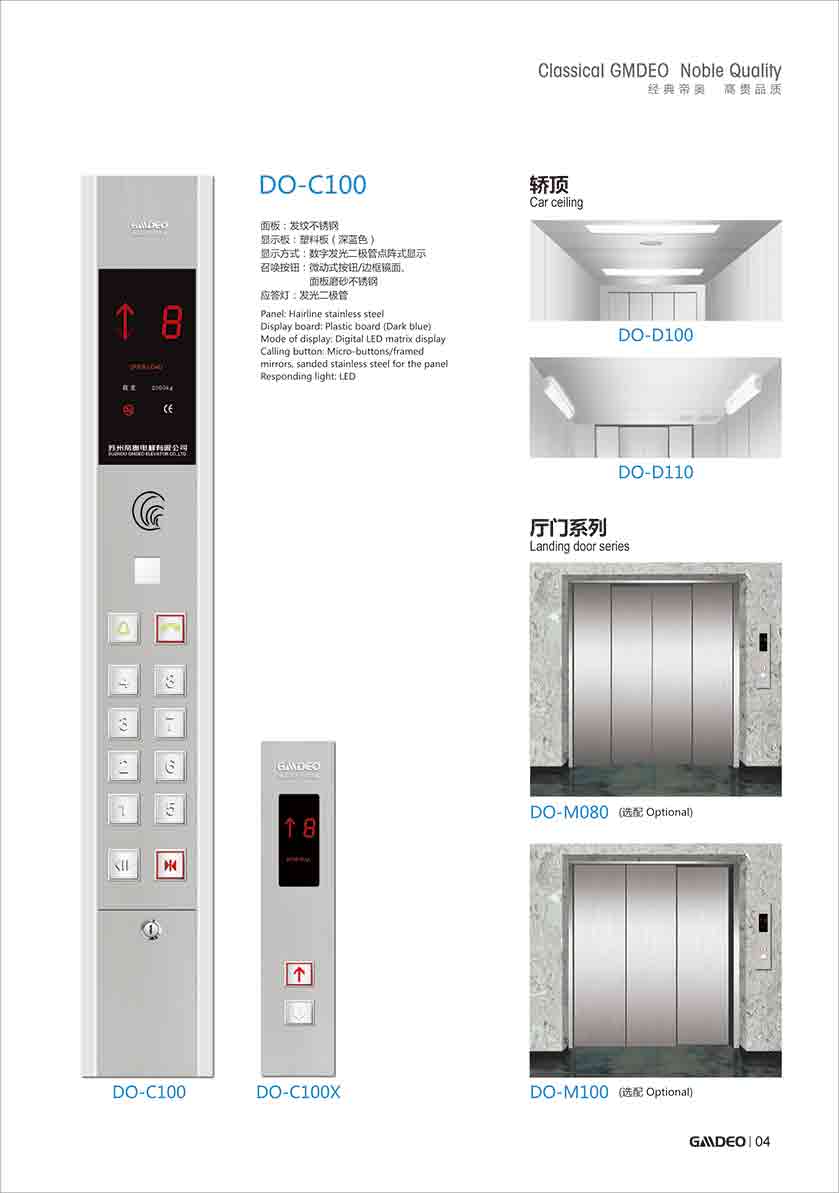 Classical GMDEO Noble Quality
经典帝奥 高贵品质
DO-C100
面板：发纹不锈钢
显示板：塑料板（深蓝色）
显示方式：数字发光二极管点阵式显示
召唤按钮：微动式按钮/边框镜面、
面板磨砂不锈钢
应答灯：发光二极管
Panel: Hairline stainless steel
Display board: Plastic board (Dark blue)
Mode of display: Digital LED matrix display
Calling button: Micro-buttons/framed
mirrors, sanded stainless steel for the panel
Responding light: LED
GMDEO
8
OVERLOAD
载重 2000kg
CE
苏州帝奥电梯有限公司
SUZHOU GMDEO ELEVATOR CO.,LTD
4 8
3 7
2 6
1 5
DO-C100
GMDEO
8
DO-C100X
轿顶
Car ceiling
DO-D100
DO-D110
厅门系列
Landing door series
DO-M080 (选配 Optional)
DO-M100 (选配 Optional)
GMDEO | 04